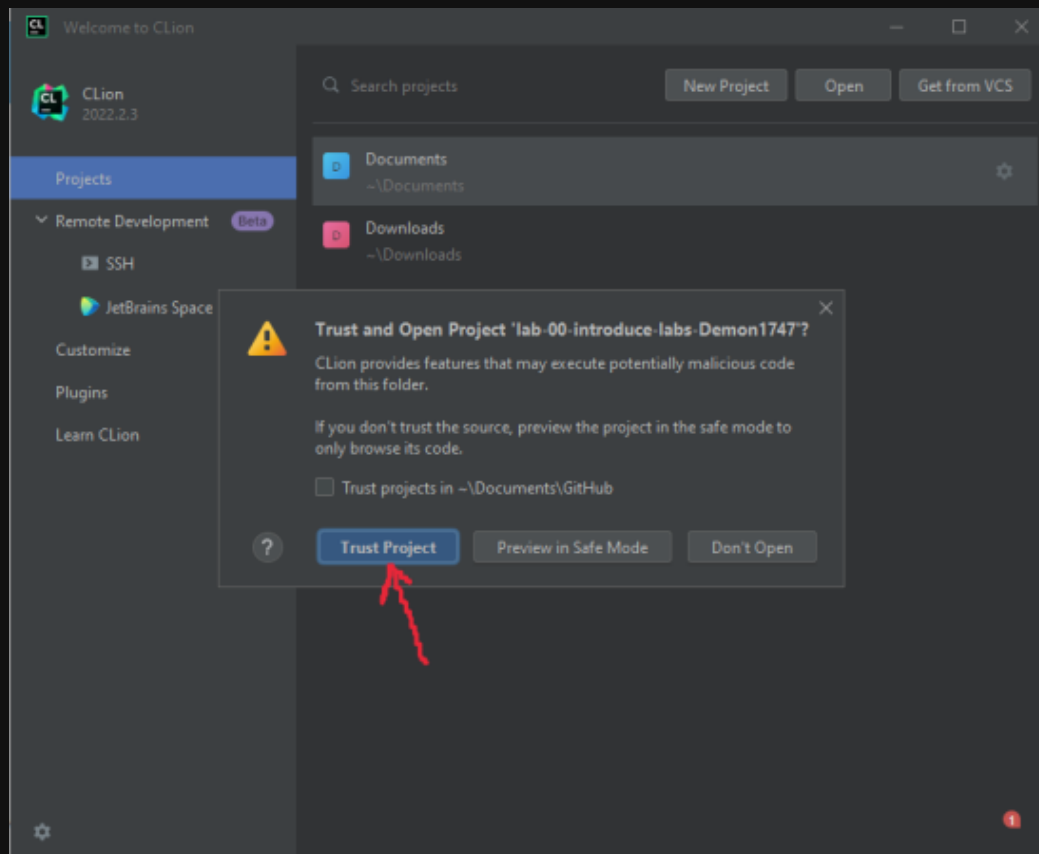 CL
Welcome to CLion
CL
CLion
2022.2.3
Search projects
New Project
Open
Get from VCS
Projects
Remote Development
Beta
SSH
JetBrains Space
Customize
Plugins
Learn CLion
D
Documents
~\Documents
D
Downloads
~\Downloads
Trust and Open Project 'lab-00-introduce-labs-Demon1747'?
CLion provides features that may execute potentially malicious code
from this folder.
If you don't trust the source, preview the project in the safe mode to
only browse its code.
Trust projects in ~\Documents\GitHub
?
Trust Project
Preview in Safe Mode
Don't Open
1